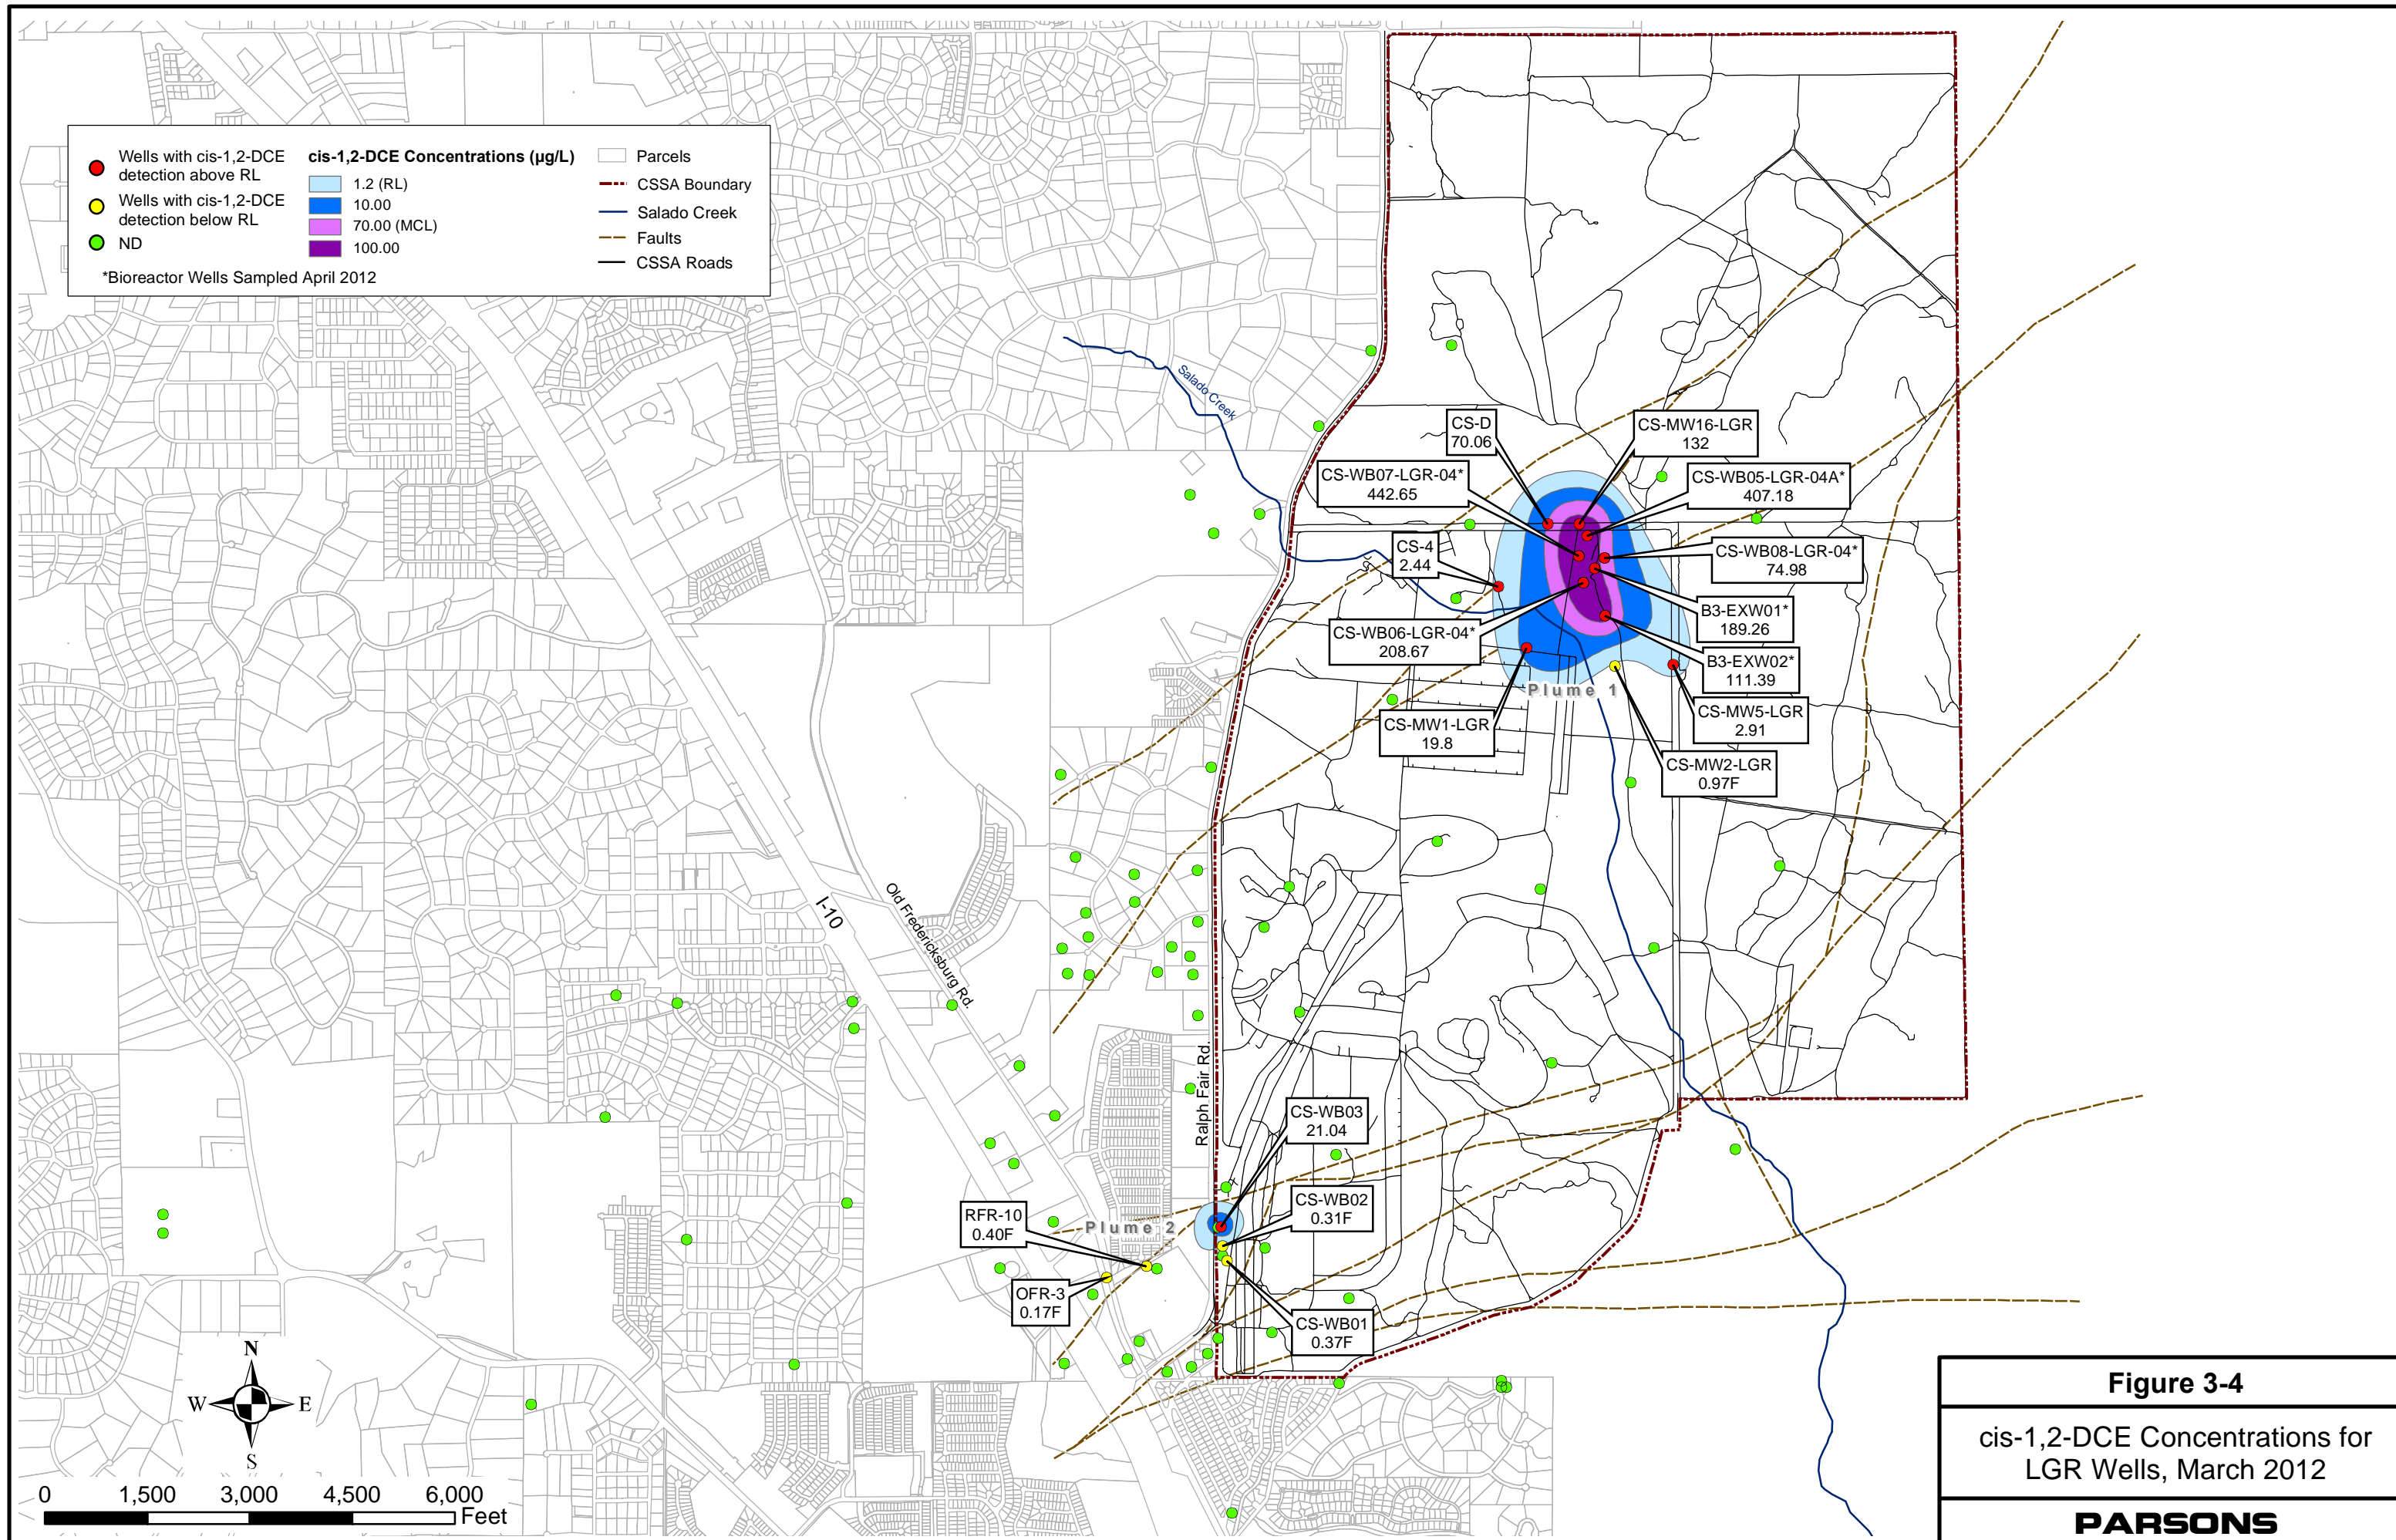 Wells with cis-1,2-DCE
detection above RL
Wells with cis-1,2-DCE
detection below RL
ND
*Bioreactor Wells Sampled April 2012
cis-1,2-DCE Concentrations (µg/L)
1.2 (RL)
10.00
70.00 (MCL)
100.00
Parcels
CSSA Boundary
Salado Creek
Faults
CSSA Roads
Salado Creek
CS-D
70.06
CS-MW16-LGR
132
CS-WB07-LGR-04*
442.65
CS-WB05-LGR-04A*
407.18
CS-4
2.44
CS-WB08-LGR-04*
74.98
B3-EXW01*
189.26
CS-WB06-LGR-04*
208.67
B3-EXW02*
111.39
Plume 1
CS-MW1-LGR
19.8
CS-MW5-LGR
2.91
CS-MW2-LGR
0.97F
I-10
Old Fredericksburg Rd.
Ralph Fair Rd.
CS-WB03
21.04
CS-WB02
0.31F
RFR-10
0.40F
Plume 2
OFR-3
0.17F
CS-WB01
0.37F
N
W
E
S
0 1,500 3,000 4,500 6,000
Feet
Figure 3-4
cis-1,2-DCE Concentrations for
LGR Wells, March 2012
PARSONS